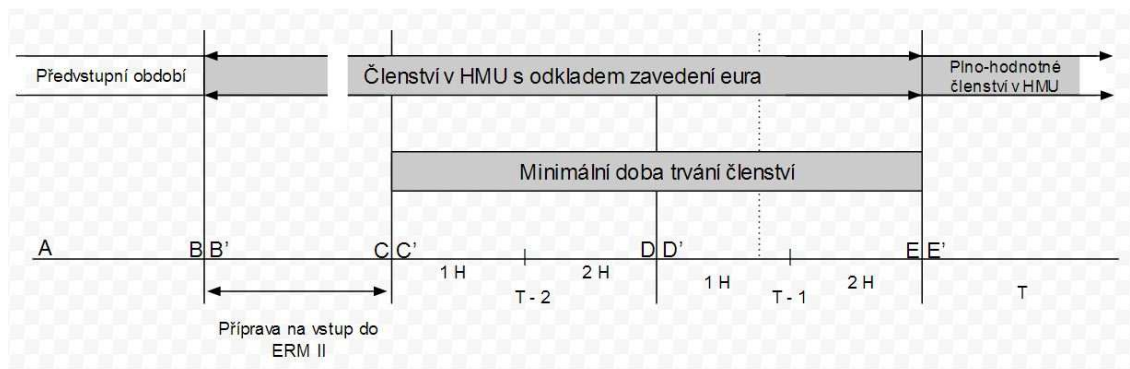 Předvstupní období
Členství v HMU s odkladem zavedení eura
Plno-hodnotné
členství v HMU
Minimální doba trvání členství
A B B’ C C’ D D’ E E’
1 H 2 H 1 H 2 H
T - 2 T - 1 T
Příprava na vstup do
ERM II